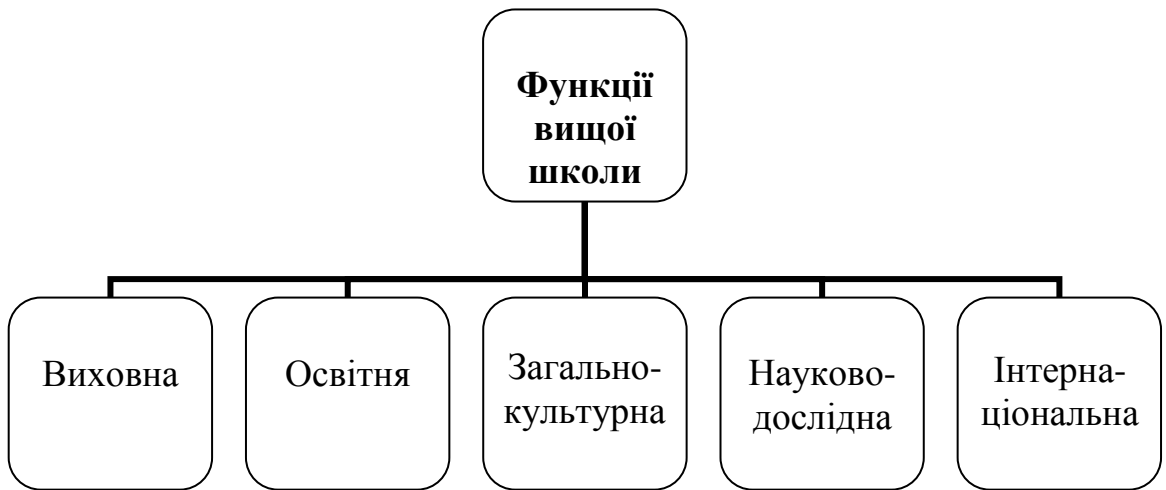 Функції
вищої
школи
Виховна
Освітня
Загально-
культурна
Науково-
дослідна
Інтерна-
ціональна